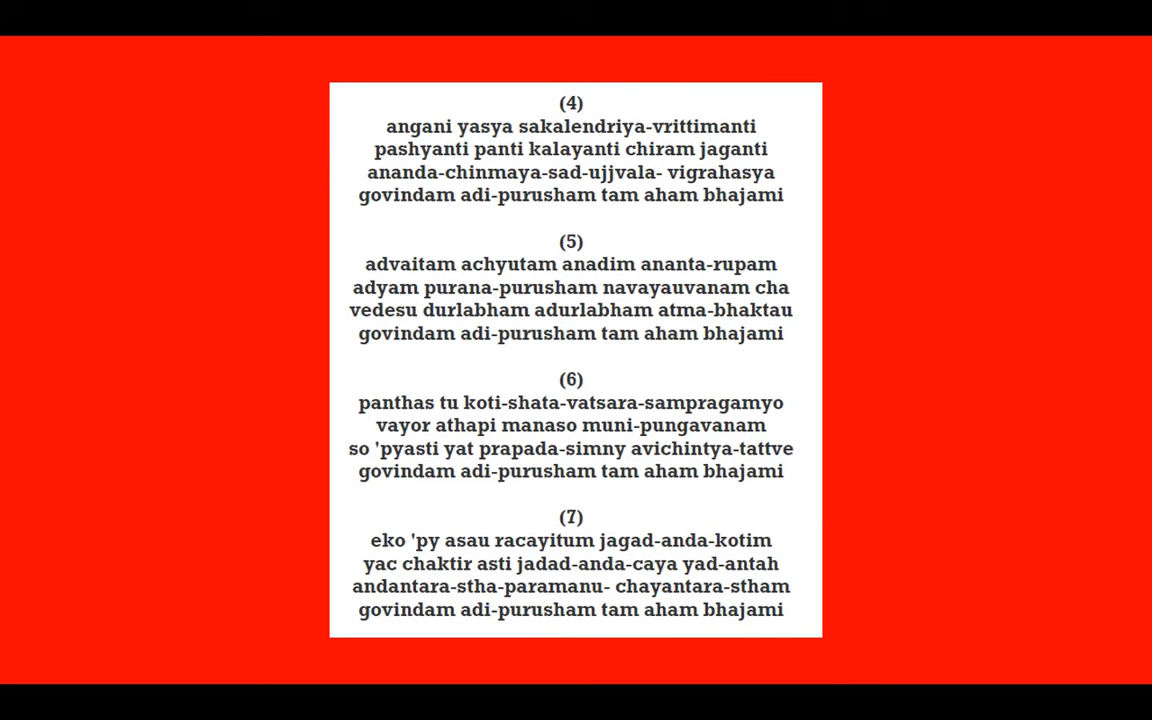 (4)
angani yasya sakalendriya-vrittimanti
pashyanti panti kalayanti chiram jaganti
ananda-chinmaya-sad-ujjvala- vigrahasya
govindam adi-purusham tam aham bhajami
(5)
advaitam achyutam anadim ananta-rupam
adyam purana-purusham navayauvanam cha
vedesu durlabham adurlabham atma-bhaktau
govindam adi-purusham tam aham bhajami
(6)
panthas tu koti-shata-vatsara-sampragamyo
vayor athapi manaso muni-pungavanam
so 'pyasti yat prapada-simny avichintya-tattve
govindam adi-purusham tam aham bhajami
(7)
eko 'py asau racayitum jagad-anda-kotim
yac chaktir asti jadad-anda-caya yad-antah
andantara-stha-paramanu- chayantara-stham
govindam adi-purusham tam aham bhajami